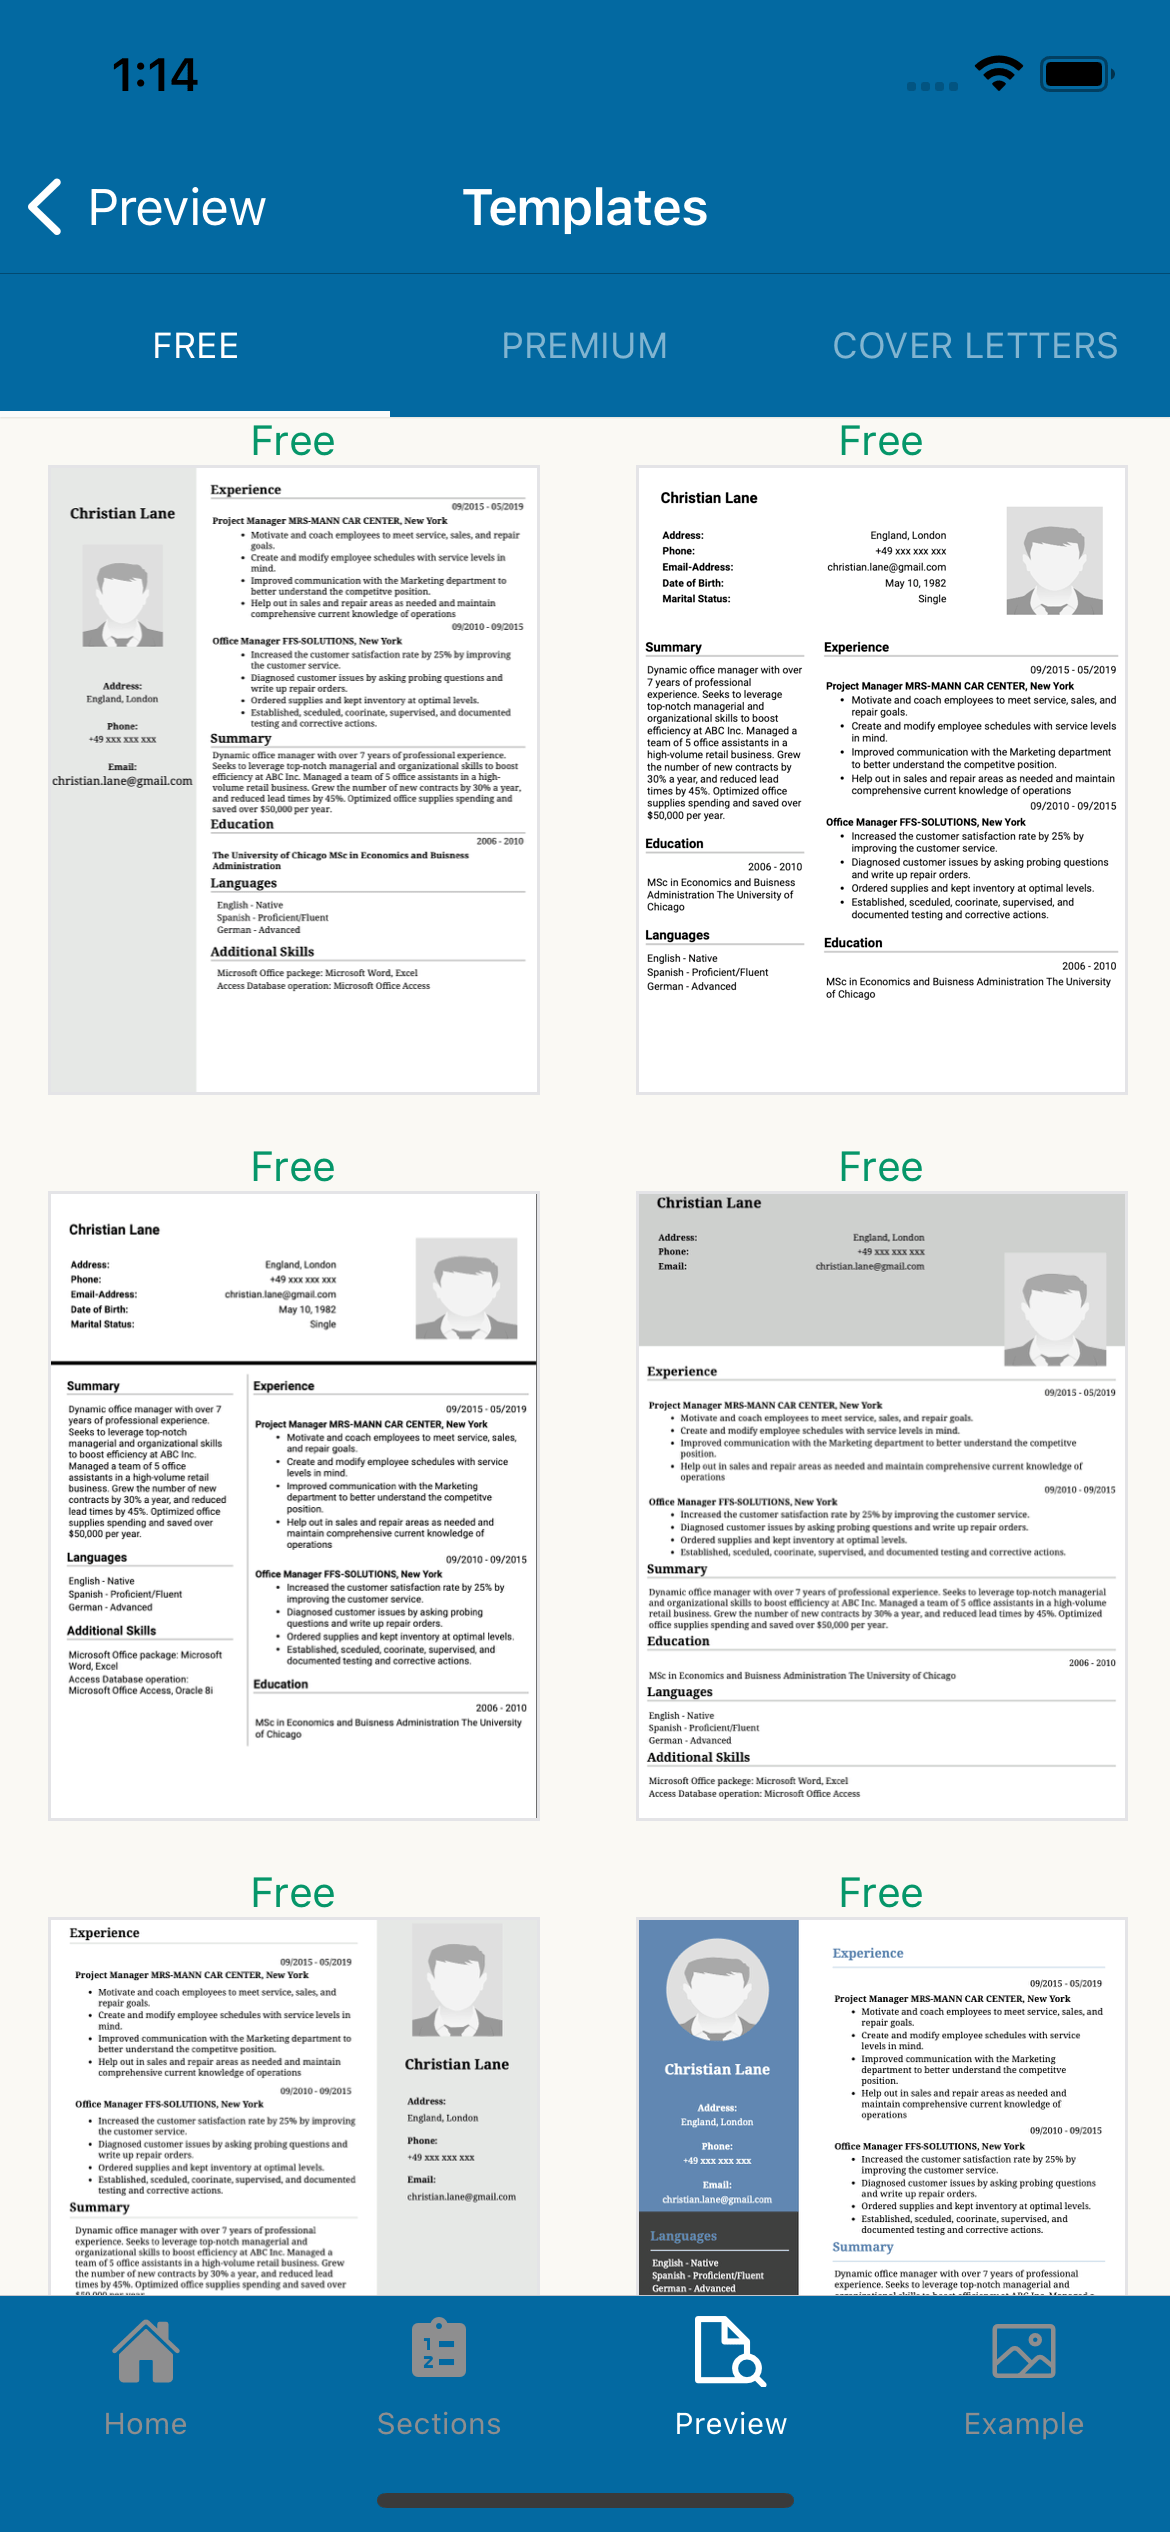 1:14
Preview
Templates
FREE
PREMIUM
COVER LETTERS
Free
Christian Lane
Address:
England, London
Phone:
+49 xxx xxx xxx
Email:
christian.lane@gmail.com
Experience
09/2015 - 05/2019
Project Manager MRS-MANN CAR CENTER, New York
• Motivate and coach employees to meet service, sales, and repair
goals.
• Create and modify employee schedules with service levels in
mind.
• Improved communication with the Marketing department to
better understand the competitve position.
• Help out in sales and repair areas as needed and maintain
comprehensive current knowledge of operations
09/2010 - 09/2015
Office Manager FFS-SOLUTIONS, New York
• Increased the customer satisfaction rate by 25% by improving
the customer service.
• Diagnosed customer issues by asking probing questions and
write up repair orders.
• Ordered supplies and kept inventory at optimal levels.
• Established, sceduled, coorinate, supervised, and documented
testing and corrective actions.
Summary
Dynamic office manager with over 7 years of professional experience.
Seeks to leverage top-notch managerial and organizational skills to boost
efficiency at ABC Inc. Managed a team of 5 office assistants in a high-
volume retail business. Grew the number of new contracts by 30% a year,
and reduced lead times by 45%. Optimized office supplies spending and
saved over $50,000 per year.
Education
2006 - 2010
The University of Chicago MSc in Economics and Buisness
Administration
Languages
English - Native
Spanish - Proficient/Fluent
German - Advanced
Additional Skills
Microsoft Office packege: Microsoft Word, Excel
Access Database operation: Microsoft Office Access
Free
Christian Lane
Address: England, London
Phone: +49 xxx xxx xxx
Email-Address: christian.lane@gmail.com
Date of Birth: May 10, 1982
Marital Status: Single
Summary
Dynamic office manager with over
7 years of professional
experience. Seeks to leverage
top-notch managerial and
organizational skills to boost
efficiency at ABC Inc. Managed a
team of 5 office assistants in a
high-volume retail business. Grew
the number of new contracts by
30% a year, and reduced lead
times by 45%. Optimized office
supplies spending and saved over
$50,000 per year.
Education
2006 - 2010
MSc in Economics and Buisness
Administration The University of
Chicago
Languages
English - Native
Spanish - Proficient/Fluent
German - Advanced
Experience
09/2015 - 05/2019
Project Manager MRS-MANN CAR CENTER, New York
• Motivate and coach employees to meet service, sales, and
repair goals.
• Create and modify employee schedules with service levels
in mind.
• Improved communication with the Marketing department
to better understand the competitve position.
• Help out in sales and repair areas as needed and maintain
comprehensive current knowledge of operations
09/2010 - 09/2015
Office Manager FFS-SOLUTIONS, New York
• Increased the customer satisfaction rate by 25% by
improving the customer service.
• Diagnosed customer issues by asking probing questions
and write up repair orders.
• Ordered supplies and kept inventory at optimal levels.
• Established, sceduled, coorinate, supervised, and
documented testing and corrective actions.
Education
2006 - 2010
MSc in Economics and Buisness Administration The University
of Chicago
Free
Christian Lane
Address: England, London
Phone: +49 xxx xxx xxx
Email-Address: christian.lane@gmail.com
Date of Birth: May 10, 1982
Marital Status: Single
Summary
Dynamic office manager with over 7
years of professional experience.
Seeks to leverage top-notch
managerial and organizational skills
to boost efficiency at ABC Inc.
Managed a team of 5 office
assistants in a high-volume retail
business. Grew the number of new
contracts by 30% a year, and reduced
lead times by 45%. Optimized office
supplies spending and saved over
$50,000 per year.
Languages
English - Native
Spanish - Proficient/Fluent
German - Advanced
Additional Skills
Microsoft Office package: Microsoft
Word, Excel
Access Database operation:
Microsoft Office Access, Oracle 8i
Experience
09/2015 - 05/2019
Project Manager MRS-MANN CAR CENTER, New York
• Motivate and coach employees to meet service, sales,
and repair goals.
• Create and modify employee schedules with service
levels in mind.
• Improved communication with the Marketing
department to better understand the competitve
position.
• Help out in sales and repair areas as needed and
maintain comprehensive current knowledge of
operations
09/2010 - 09/2015
Office Manager FFS-SOLUTIONS, New York
• Increased the customer satisfaction rate by 25% by
improving the customer service.
• Diagnosed customer issues by asking probing
questions and write up repair orders.
• Ordered supplies and kept inventory at optimal levels.
• Established, sceduled, coorinate, supervised, and
documented testing and corrective actions.
Education
2006 - 2010
MSc in Economics and Buisness Administration The University
of Chicago
Free
Christian Lane
Address: England, London
Phone: +49 xxx xxx xxx
Email: christian.lane@gmail.com
Experience
09/2015 - 05/2019
Project Manager MRS-MANN CAR CENTER, New York
• Motivate and coach employees to meet service, sales, and repair goals.
• Create and modify employee schedules with service levels in mind.
• Improved communication with the Marketing department to better understand the competitve
position.
• Help out in sales and repair areas as needed and maintain comprehensive current knowledge of
operations
09/2010 - 09/2015
Office Manager FFS-SOLUTIONS, New York
• Increased the customer satisfaction rate by 25% by improving the customer service.
• Diagnosed customer issues by asking probing questions and write up repair orders.
• Ordered supplies and kept inventory at optimal levels.
• Established, sceduled, coorinate, supervised, and documented testing and corrective actions.
Summary
Dynamic office manager with over 7 years of professional experience. Seeks to leverage top-notch managerial
and organizational skills to boost efficiency at ABC Inc. Managed a team of 5 office assistants in a high-volume
retail business. Grew the number of new contracts by 30% a year, and reduced lead times by 45%. Optimized
office supplies spending and saved over $50,000 per year.
Education
2006 - 2010
MSc in Economics and Buisness Administration The University of Chicago
Languages
English - Native
Spanish - Proficient/Fluent
German - Advanced
Additional Skills
Microsoft Office packege: Microsoft Word, Excel
Access Database operation: Microsoft Office Access
Free
Experience
09/2015 - 05/2019
Project Manager MRS-MANN CAR CENTER, New York
• Motivate and coach employees to meet service, sales, and
repair goals.
• Create and modify employee schedules with service levels in
mind.
• Improved communication with the Marketing department to
better understand the competitve position.
• Help out in sales and repair areas as needed and maintain
comprehensive current knowledge of operations
09/2010 - 09/2015
Office Manager FFS-SOLUTIONS, New York
• Increased the customer satisfaction rate by 25% by improving
the customer service.
• Diagnosed customer issues by asking probing questions and
write up repair orders.
• Ordered supplies and kept inventory at optimal levels.
• Established, sceduled, coorinate, supervised, and documented
testing and corrective actions.
Summary
Dynamic office manager with over 7 years of professional
experience. Seeks to leverage top-notch managerial and
organizational skills to boost efficiency at ABC Inc. Managed a
team of 5 office assistants in a high-volume retail business. Grew
the number of new contracts by 30% a year, and reduced lead
times by 45%. Optimized office supplies spending and saved over
Christian Lane
Address:
England, London
Phone:
+49 xxx xxx xxx
Email:
christian.lane@gmail.com
Free
Christian Lane
Address:
England, London
Phone:
+49 xxx xxx xxx
Email:
christian.lane@gmail.com
Languages
English - Native
Spanish - Proficient/Fluent
German - Advanced
Experience
09/2015 - 05/2019
Project Manager MRS-MANN CAR CENTER, New York
• Motivate and coach employees to meet service, sales, and
repair goals.
• Create and modify employee schedules with service
levels in mind.
• Improved communication with the Marketing
department to better understand the competitve
position.
• Help out in sales and repair areas as needed and
maintain comprehensive current knowledge of
operations
09/2010 - 09/2015
Office Manager FFS-SOLUTIONS, New York
• Increased the customer satisfaction rate by 25% by
improving the customer service.
• Diagnosed customer issues by asking probing questions
and write up repair orders.
• Ordered supplies and kept inventory at optimal levels.
• Established, sceduled, coorinate, supervised, and
documented testing and corrective actions.
Summary
Dynamic office manager with over 7 years of professional
experience. Seeks to leverage top-notch managerial and
Home
Sections
Preview
Example